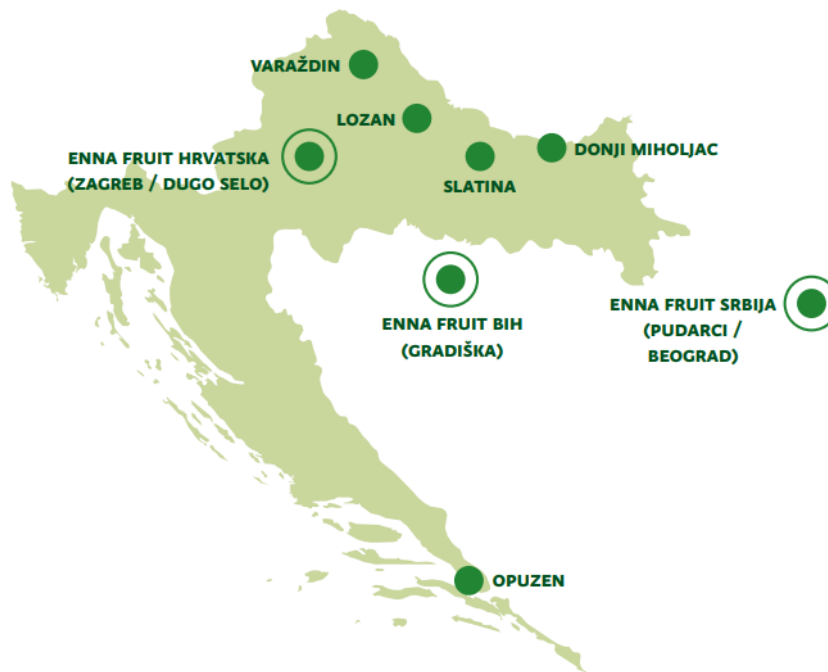 VARAŽDIN
LOZAN
ENNA FRUIT HRVATSKA
(ZAGREB / DUGO SELO)
DONJI MIHOLJAC
SLATINA
ENNA FRUIT BIH
(GRADIŠKA)
ENNA FRUIT SRBIJA
(PUDARCI /
BEOGRAD)
OPUZEN